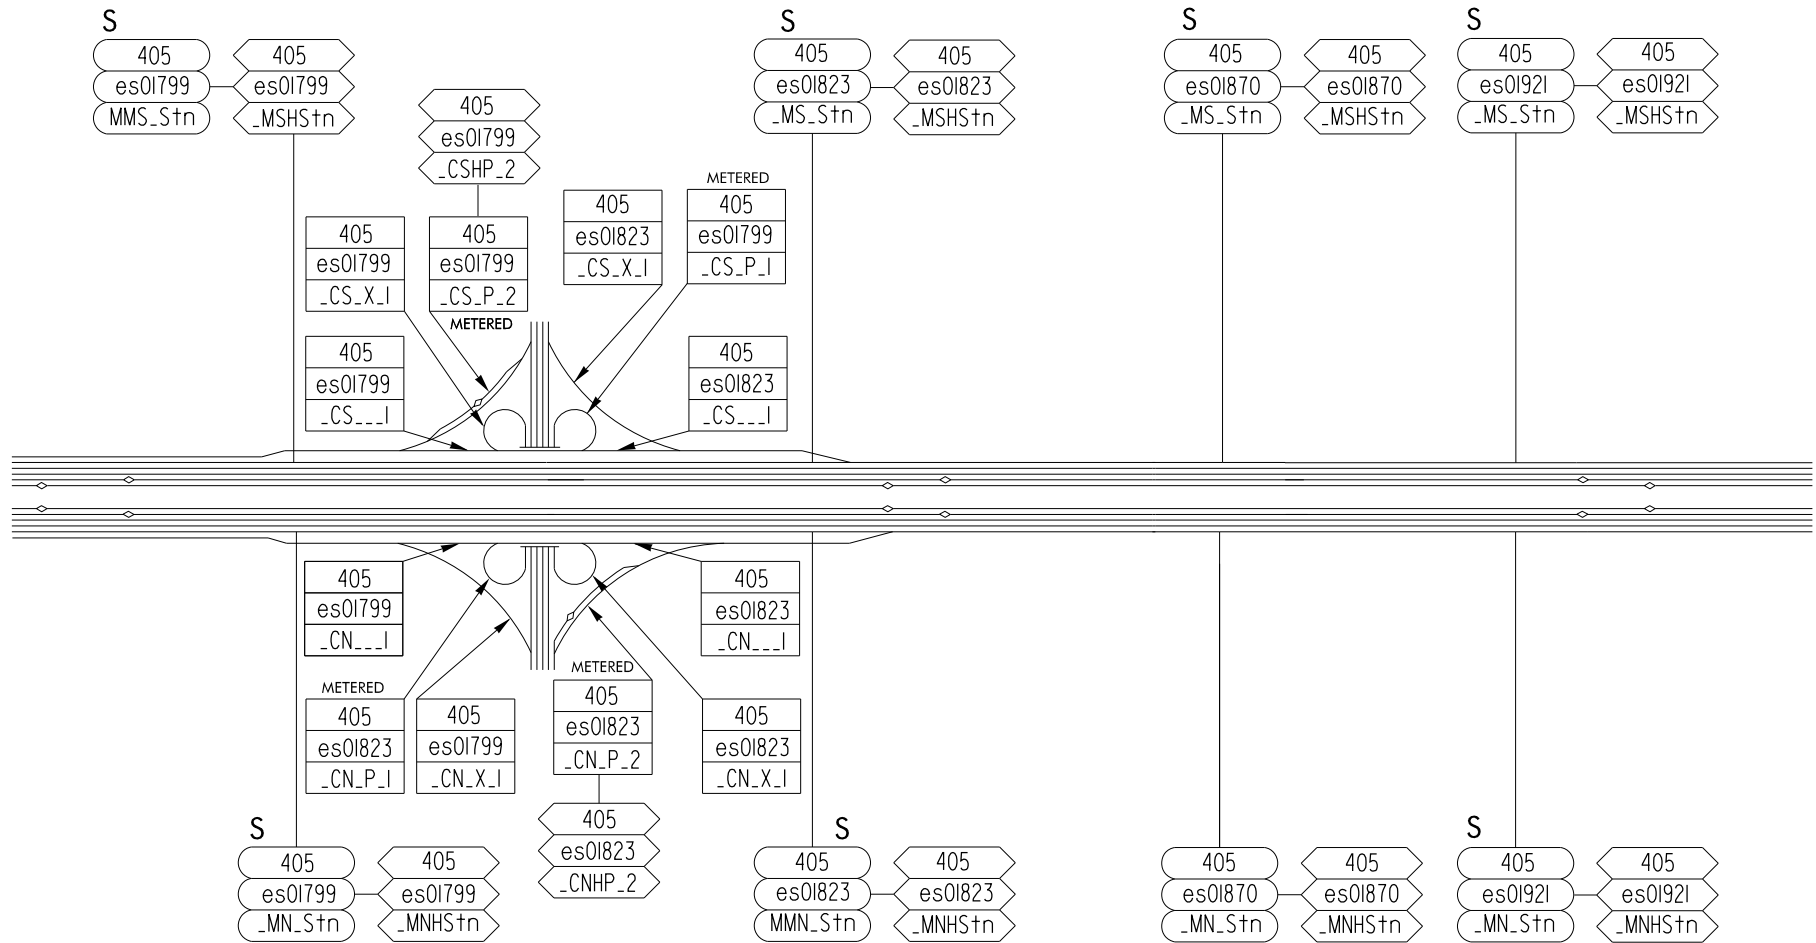 S
405
es01799
MMS_Stn
405
es01799
_MSHStn
405
es01799
_CSHP_2
S
405
es01823
_MS_Stn
405
es01823
_MSHStn
S
405
es01870
_MS_Stn
405
es01870
_MSHStn
S
405
es01921
_MS_Stn
405
es01921
_MSHStn
405
es01799
_CS_X_1
405
es01799
_CS_P_2
METERED
405
es01823
_CS_X_1
METERED
405
es01799
_CS_P_1
405
es01799
_CS___1
405
es01823
_CS___1
405
es01799
_CN___1
405
es01823
_CN___1
METERED
405
es01823
_CN_P_1
405
es01799
_CN_X_1
METERED
405
es01823
_CN_P_2
405
es01823
_CN_X_1
405
es01823
_CNHP_2
S
405
es01799
_MN_Stn
405
es01799
_MNHStn
S
405
es01823
MMN_Stn
405
es01823
_MNHStn
405
es01870
_MN_Stn
405
es01870
_MNHStn
S
405
es01921
_MN_Stn
405
es01921
_MNHStn